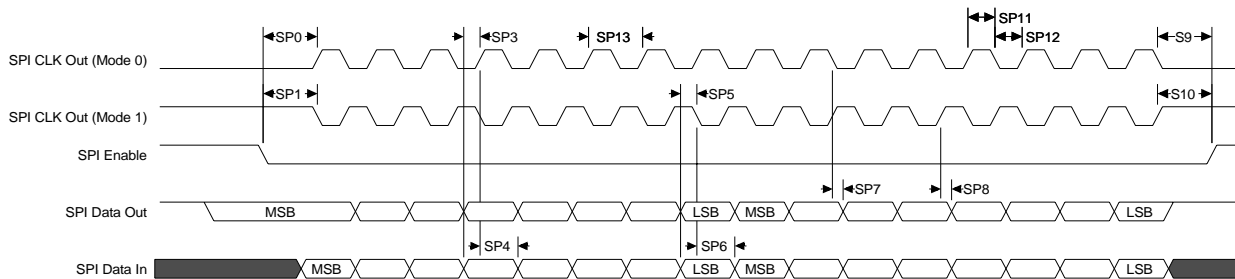 SP11
SP0 SP3 SP13 SP12 S9
SPI CLK Out (Mode 0)
SP1 SP5 S10
SPI CLK Out (Mode 1)
SPI Enable
SP7 SP8
SPI Data Out MSB LSB MSB LSB
SP4 SP6
SPI Data In MSB LSB MSB LSB